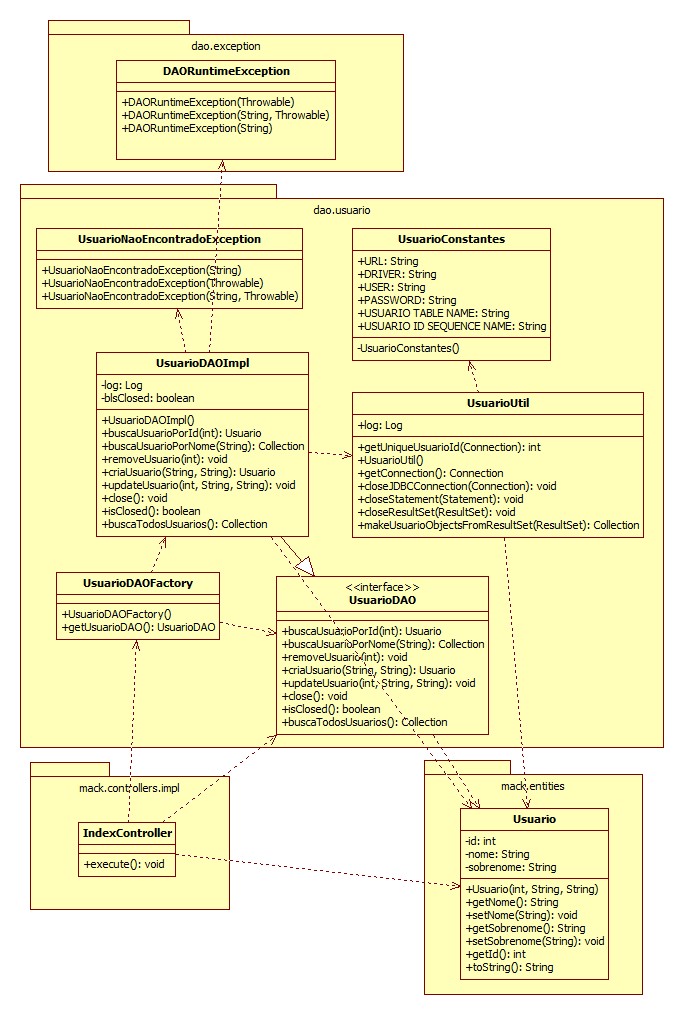 dao.exception
DAORuntimeException
+DAORuntimeException(Throwable)
+DAORuntimeException(String, Throwable)
+DAORuntimeException(String)
dao.usuario
UsuarioNaoEncontradoException
+UsuarioNaoEncontradoException(String)
+UsuarioNaoEncontradoException(Throwable)
+UsuarioNaoEncontradoException(String, Throwable)
UsuarioConstantes
+URL: String
+DRIVER: String
+USER: String
+PASSWORD: String
+USUARIO TABLE NAME: String
+USUARIO ID SEQUENCE NAME: String
-UsuarioConstantes()
UsuarioDAOImpl
-log: Log
-bIsClosed: boolean
+UsuarioDAOImpl()
+buscaUsuarioPorId(int): Usuario
+buscaUsuarioPorNome(String): Collection
+removeUsuario(int): void
+criaUsuario(String, String): Usuario
+updateUsuario(int, String, String): void
+close(): void
+isClosed(): boolean
+buscaTodosUsuarios(): Collection
UsuarioUtil
+log: Log
+getUniqueUsuarioId(Connection): int
+UsuarioUtil()
+getConnection(): Connection
+closeJDBCConnection(Connection): void
+closeStatement(Statement): void
+closeResultSet(ResultSet): void
+makeUsuarioObjectsFromResultSet(ResultSet): Collection
UsuarioDAOFactory
+UsuarioDAOFactory()
+getUsuarioDAO(): UsuarioDAO
<<interface>>
UsuarioDAO
+buscaUsuarioPorId(int): Usuario
+buscaUsuarioPorNome(String): Collection
+removeUsuario(int): void
+criaUsuario(String, String): Usuario
+updateUsuario(int, String, String): void
+close(): void
+isClosed(): boolean
+buscaTodosUsuarios(): Collection
mack.controllers.impl
IndexController
+execute(): void
mack.entities
Usuario
-id: int
-nome: String
-sobrenome: String
+Usuario(int, String, String)
+getNome(): String
+setNome(String): void
+getSobrenome(): String
+setSobrenome(String): void
+getId(): int
+toString(): String